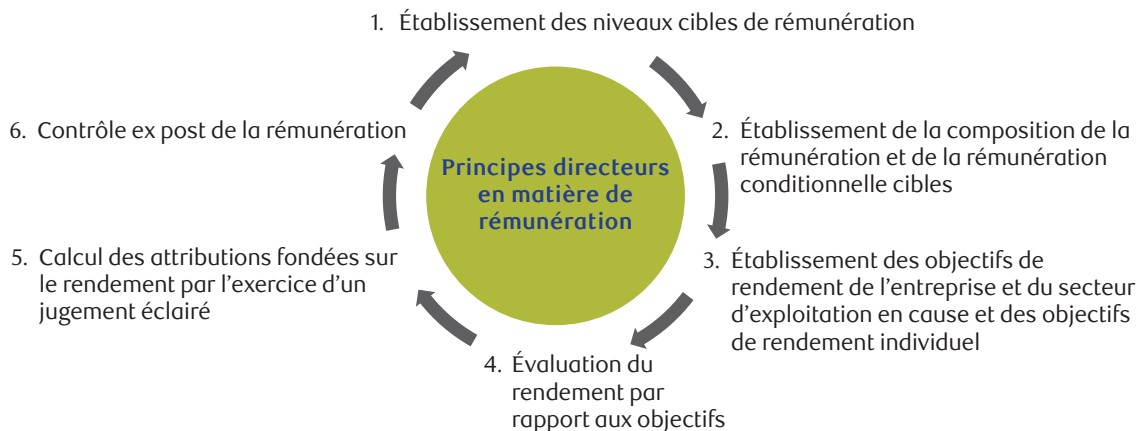 1. Établissement des niveaux cibles de rémunération
2. Établissement de la composition de la
rémunération et de la rémunération
conditionnelle cibles
3. Établissement des objectifs de
rendement de l'entreprise et du secteur
d'exploitation en cause et des objectifs
de rendement individuel
4. Évaluation du
rendement par
rapport aux objectifs
5. Calcul des attributions fondées sur
le rendement par l'exercice d'un
jugement éclairé
6. Contrôle ex post de la rémunération
Principes directeurs
en matière de
rémunération